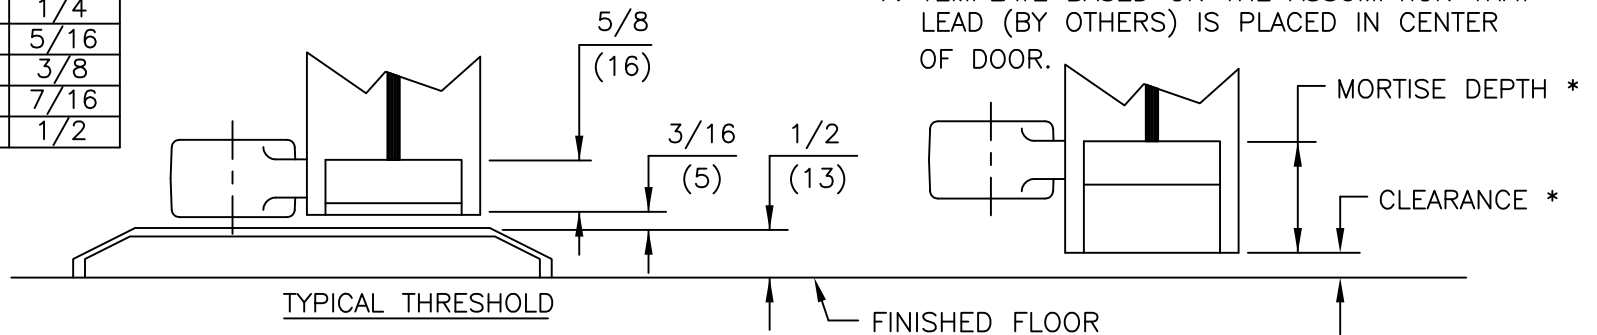 1/4
5/16
3/8
7/16
1/2
LEAD (BY OTHERS) IS PLACED IN CENTER
OF DOOR.
5/8
(16)
3/16
(5)
1/2
(13)
MORTISE DEPTH *
CLEARANCE *
TYPICAL THRESHOLD
FINISHED FLOOR